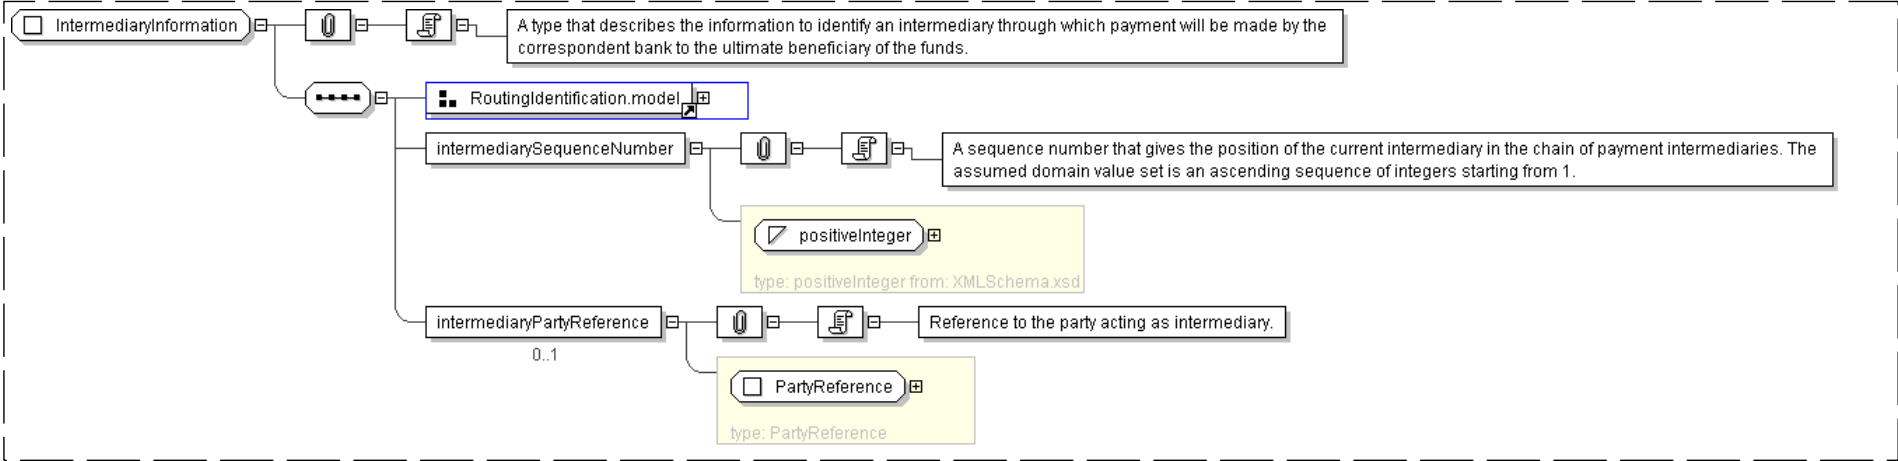 IntermediaryInformation
A type that describes the information to identify an intermediary through which payment will be made by the
correspondent bank to the ultimate beneficiary of the funds.
RoutingIdentification.model
intermediarySequenceNumber
A sequence number that gives the position of the current intermediary in the chain of payment intermediaries. The
assumed domain value set is an ascending sequence of integers starting from 1.
positiveInteger
type: positiveInteger from: XMLSchema.xsd
intermediaryPartyReference
Reference to the party acting as intermediary.
0..1
PartyReference
type: PartyReference